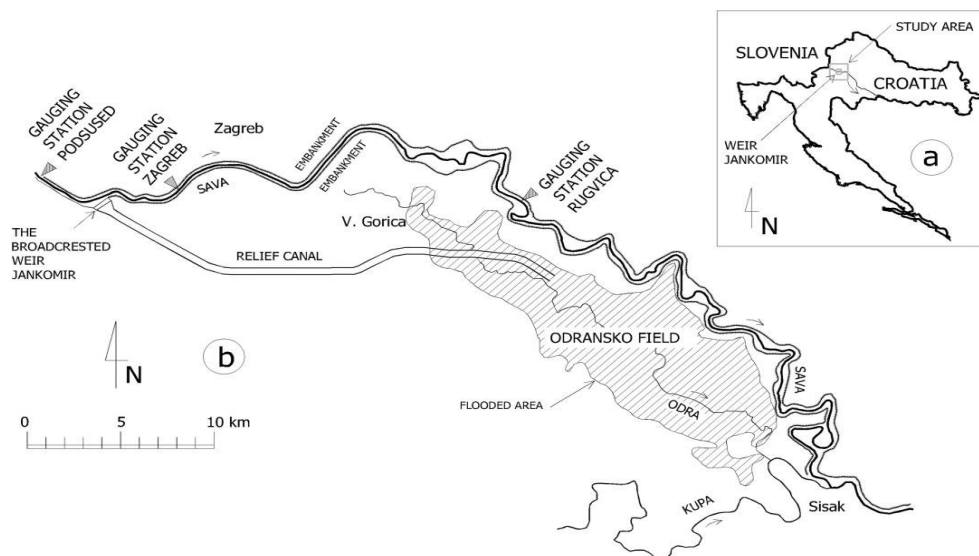 GAUGING
STATION
PODSUSED
GAUGING
STATION
ZAGREB
Zagreb
SAVA
EMBANKMENT
EMBANKMENT
GAUGING
STATION
RUGVICA
V. Gorica
THE
BROADCRESTED
WEIR
JANKOMIR
RELIEF CANAL
ODRANSKO FIELD
FLOODED AREA
ODRA
SAVA
KUPA
Sisak
N
b
0 5 10 km
STUDY AREA
SLOVENIA
CROATIA
WEIR
JANKOMIR
a
N